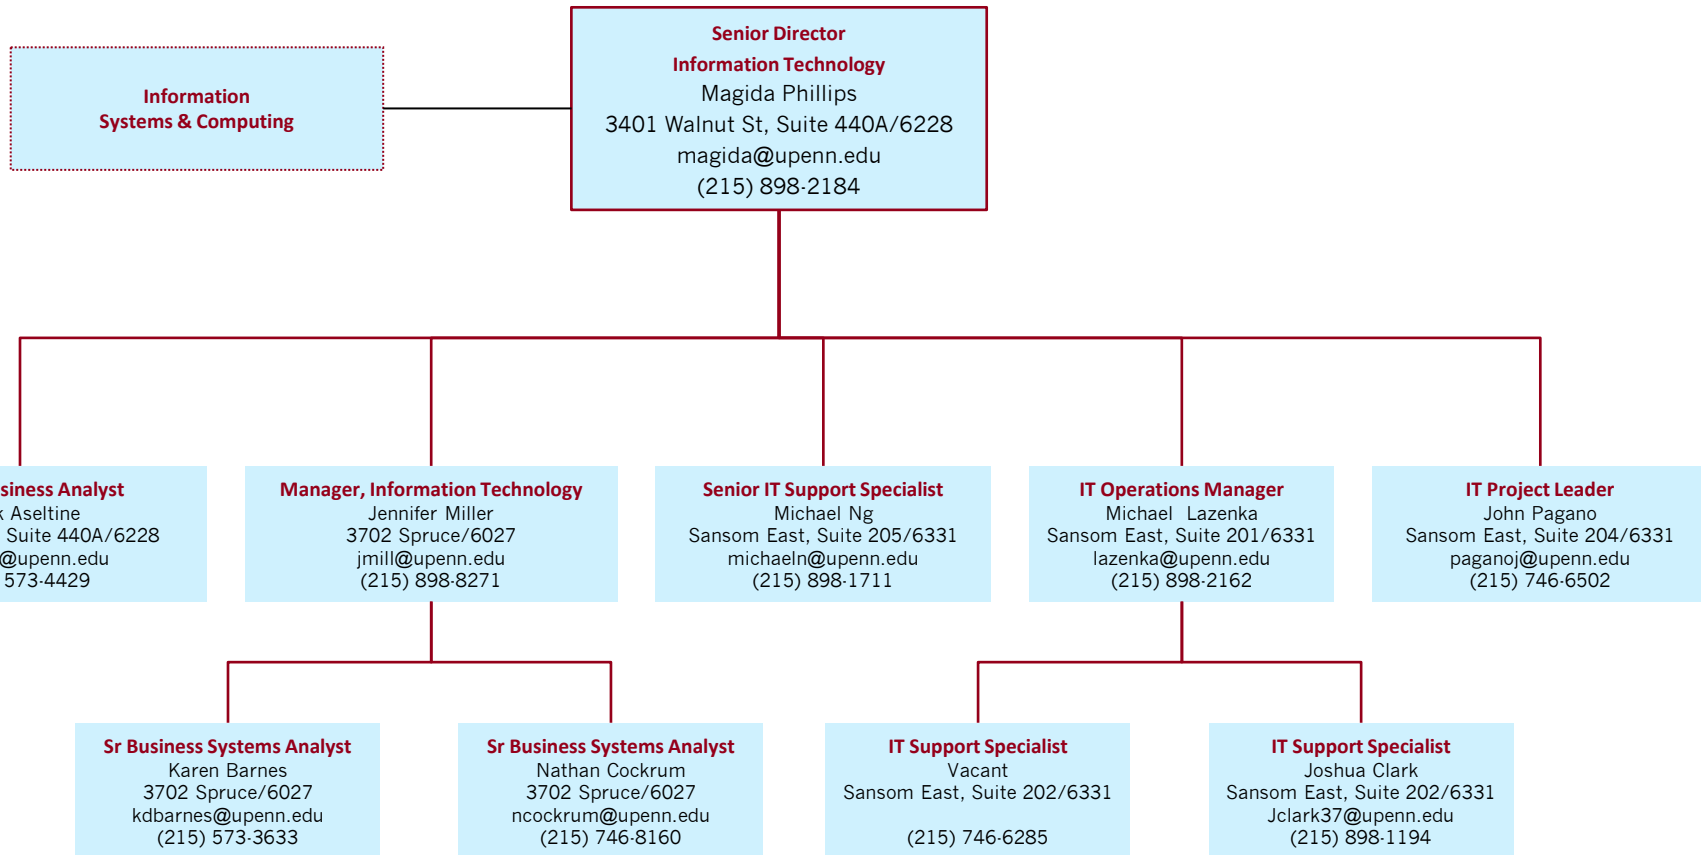 Senior Director
Information Technology
Magida Phillips
3401 Walnut St, Suite 440A/6228
magida@upenn.edu
(215) 898-2184
Information
Systems & Computing
Analyst
Aseltine
Suite 440A/6228
@upenn.edu
573-4429
Manager, Information Technology
Jennifer Miller
3702 Spruce/6027
jmill@upenn.edu
(215) 898-8271
Senior IT Support Specialist
Michael Ng
Sansom East, Suite 205/6331
michaeln@upenn.edu
(215) 898-1711
IT Operations Manager
Michael Lazenka
Sansom East, Suite 201/6331
lazenka@upenn.edu
(215) 898-2162
IT Project Leader
John Pagano
Sansom East, Suite 204/6331
paganoj@upenn.edu
(215) 746-6502
Sr Business Systems Analyst
Karen Barnes
3702 Spruce/6027
kdbarnes@upenn.edu
(215) 573-3633
Sr Business Systems Analyst
Nathan Cockrum
3702 Spruce/6027
ncockrum@upenn.edu
(215) 746-8160
IT Support Specialist
Vacant
Sansom East, Suite 202/6331
(215) 746-6285
IT Support Specialist
Joshua Clark
Sansom East, Suite 202/6331
Jclark37@upenn.edu
(215) 898-1194